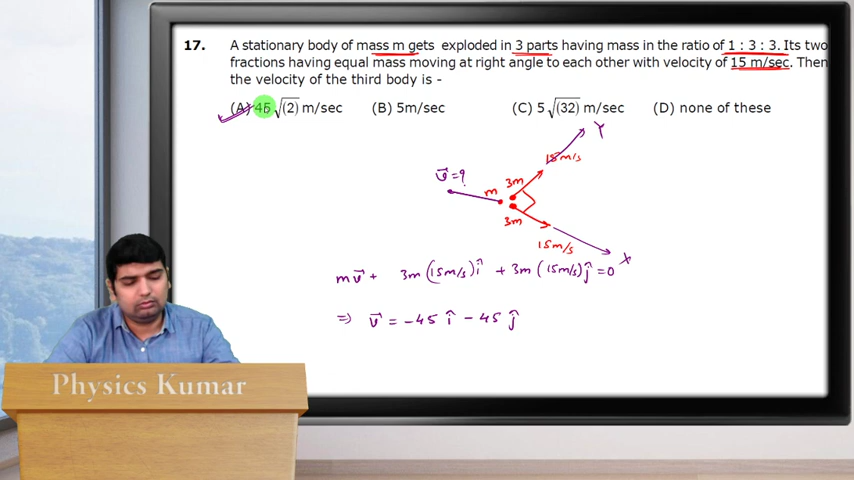 17. A stationary body of mass m gets exploded in 3 parts having mass in the ratio of 1 : 3 : 3. Its two
fractions having equal mass moving at right angle to each other with velocity of 15 m/sec. Then
the velocity of the third body is -
(A) 45 √(2) m/sec (B) 5m/sec (C) 5 √(32) m/sec (D) none of these
Y
15m/s
v⃗=?
3m
m
3m
15m/s
X
mv⃗ + 3m(15m/s)î + 3m(15m/s)ĵ =0
⇒ v⃗ = -45 î - 45 ĵ
Physics Kumar